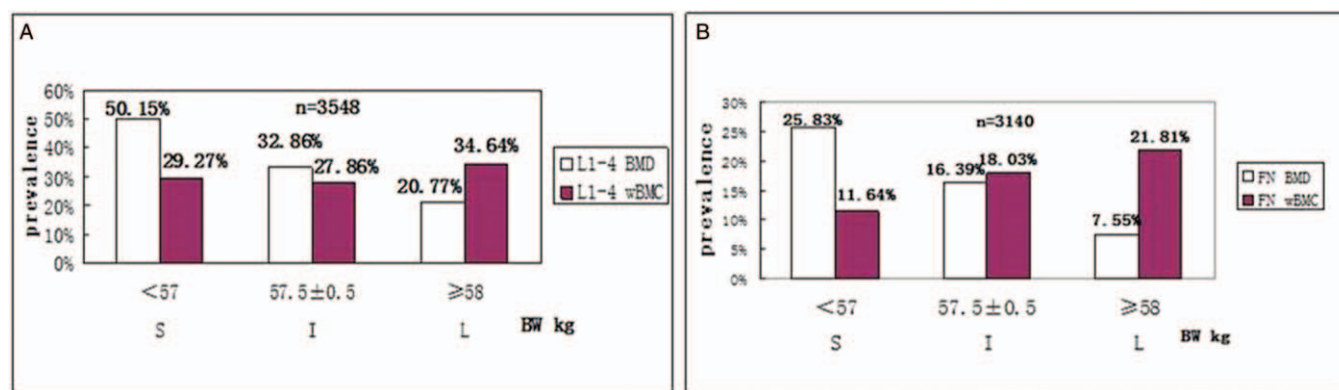 A
prevalence
60%
50%
40%
30%
20%
10%
0%
n=3548
50.15%
29.27%
32.86%
27.86%
20.77%
34.64%
L1-4 BMD
L1-4 wBMC
<57
57.5±0.5
≥58
S
I
L
BW kg
B
prevalence
30%
25%
20%
15%
10%
5%
0%
n=3140
25.83%
11.64%
16.39%
18.03%
7.55%
21.81%
FN BMD
FN wBMC
<57
57.5±0.5
≥58
S
I
L
BW kg